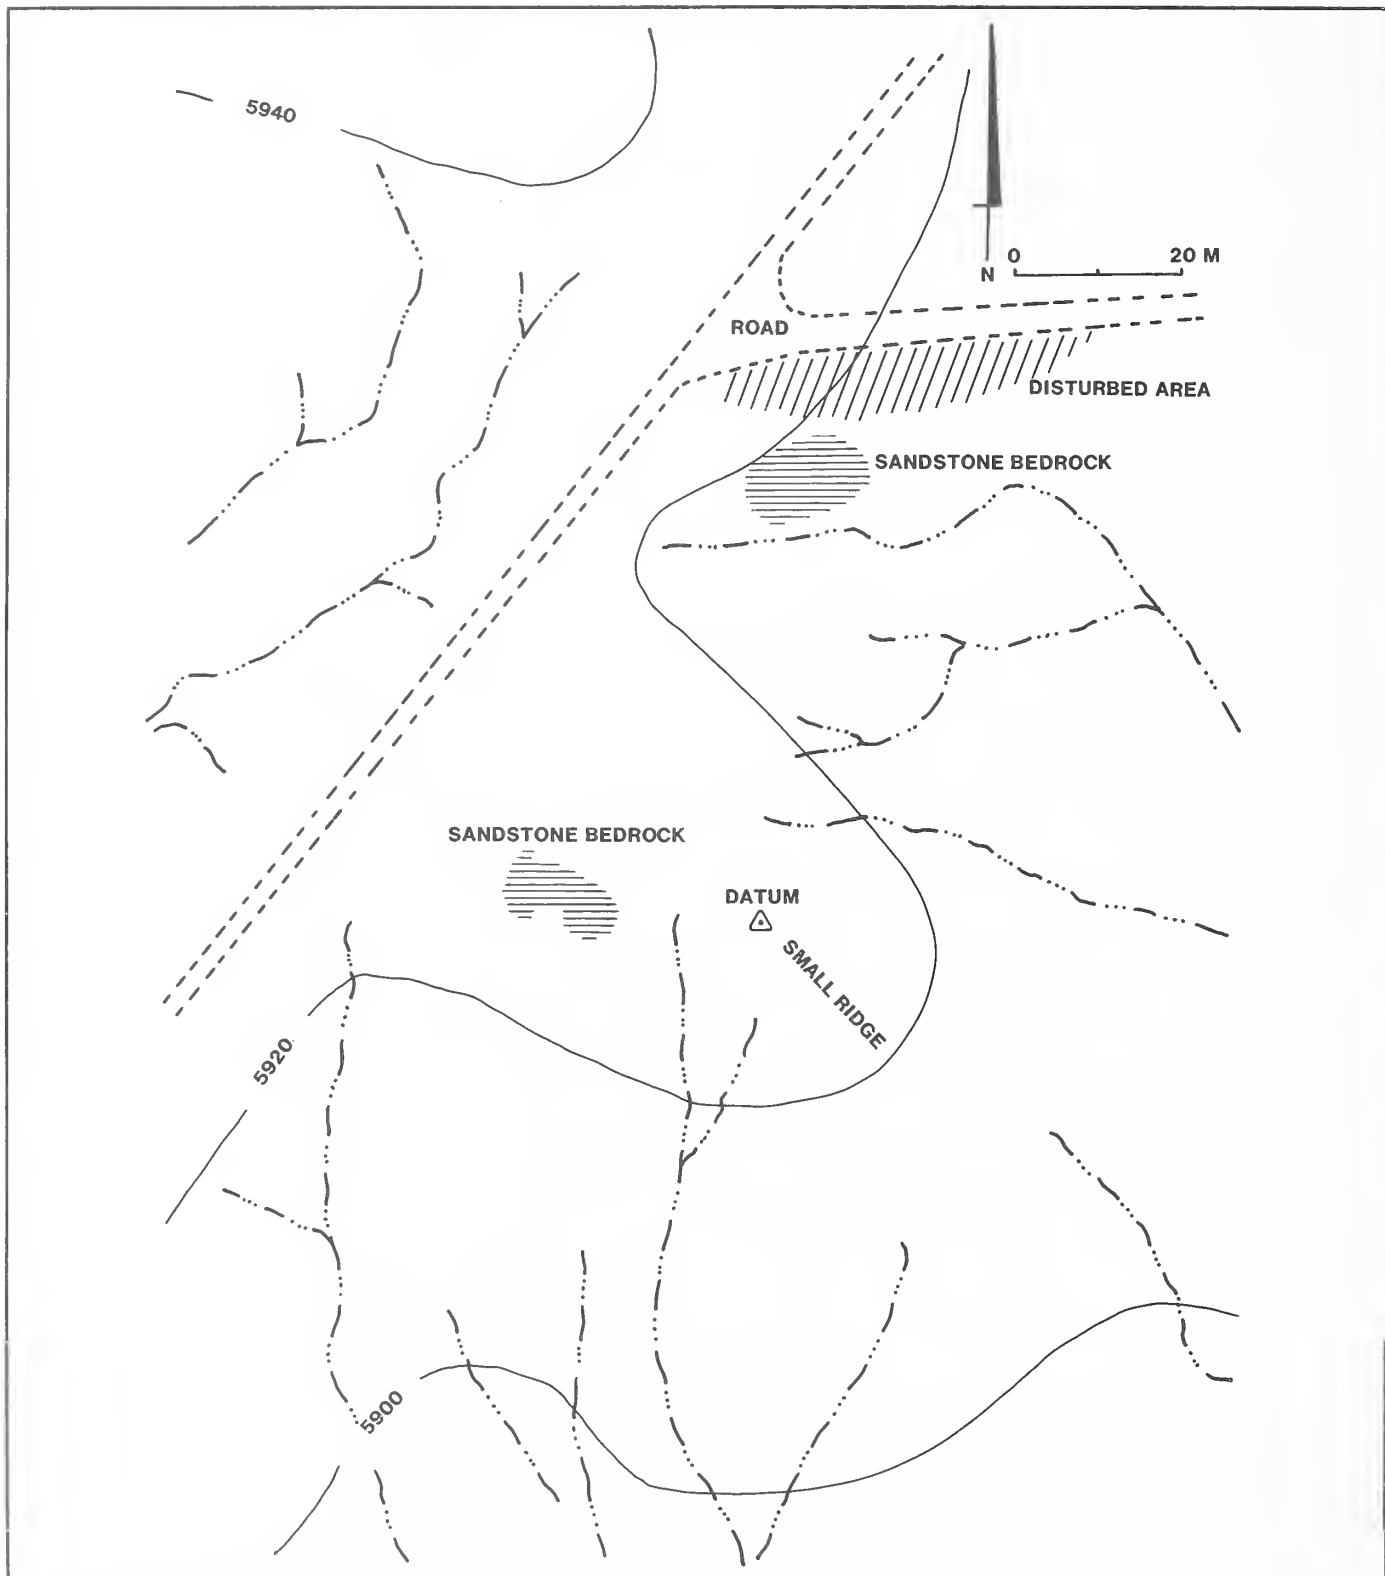 5940
0 20 M
N
ROAD
DISTURBED AREA
SANDSTONE BEDROCK
SANDSTONE BEDROCK
DATUM
SMALL RIDGE
5920
5900